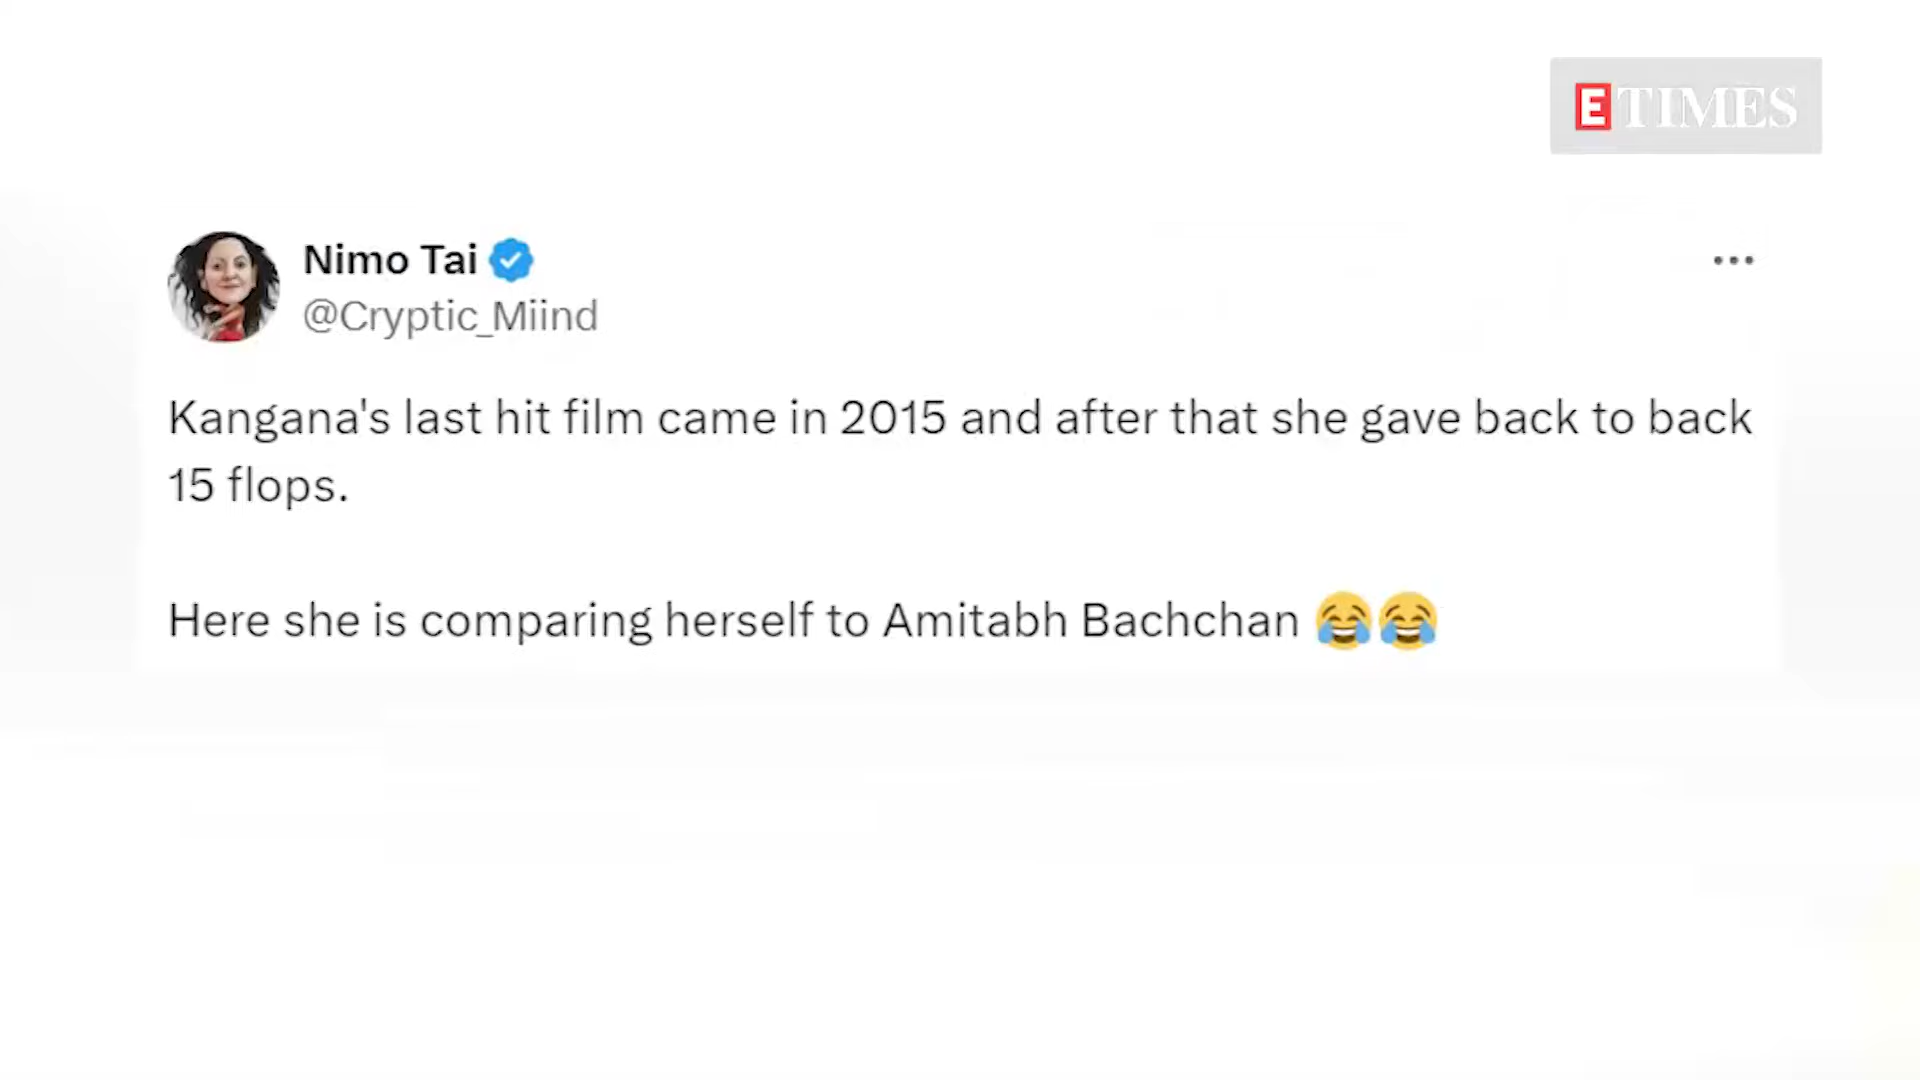 E TIMES
Nimo Tai
@Cryptic_Miind
Kangana's last hit film came in 2015 and after that she gave back to back
15 flops.
Here she is comparing herself to Amitabh Bachchan 😂😂